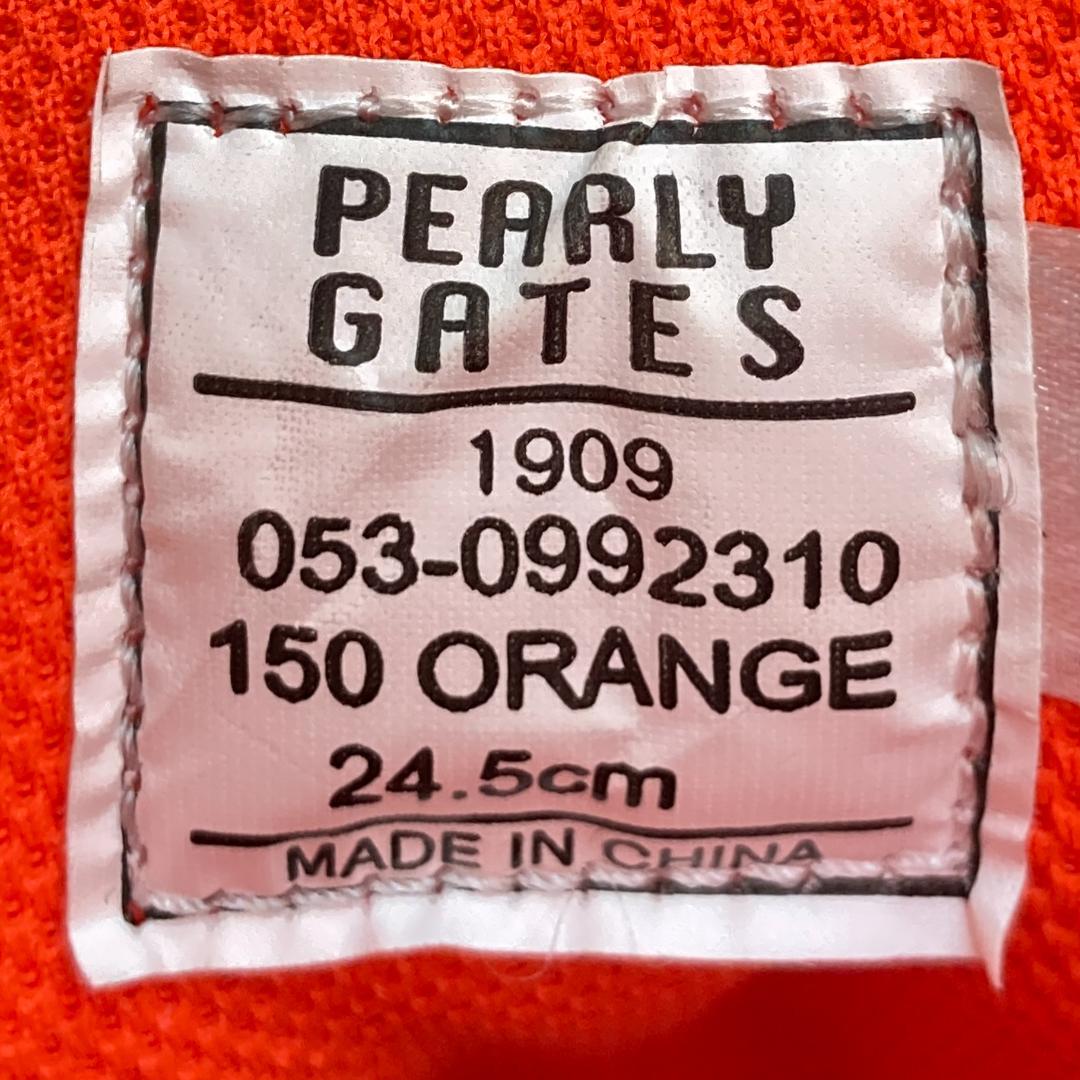 PEARLY
GATES
1909
053-0992310
150 ORANGE
24.5cm
MADE IN CHINA